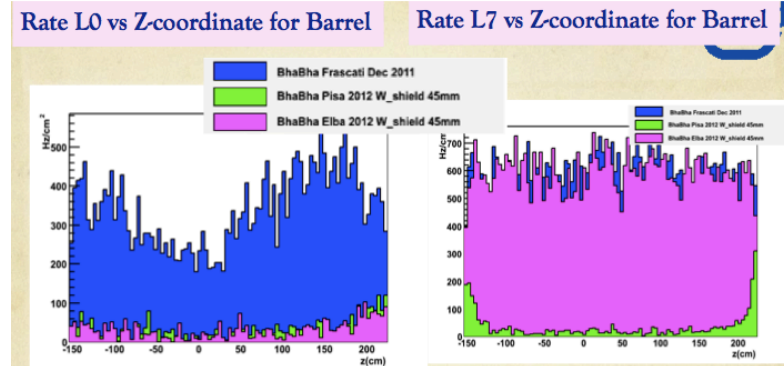 Rate L0 vs Z-coordinate for Barrel
Rate L7 vs Z-coordinate for Barrel
BhaBha Frascati Dec 2011
BhaBha Pisa 2012 W_shield 45mm
BhaBha Elba 2012 W_shield 45mm
Hz/cm²
500
400
300
200
100
0
-150
-100
-50
0
50
100
150
200
z(cm)
BhaBha Frascati Dec 2011
BhaBha Pisa 2012 W_shield 45mm
BhaBha Elba 2012 W_shield 45mm
Hz/cm
700
600
500
400
300
200
100
0
-150
-100
-50
0
50
100
150
200
z(cm)